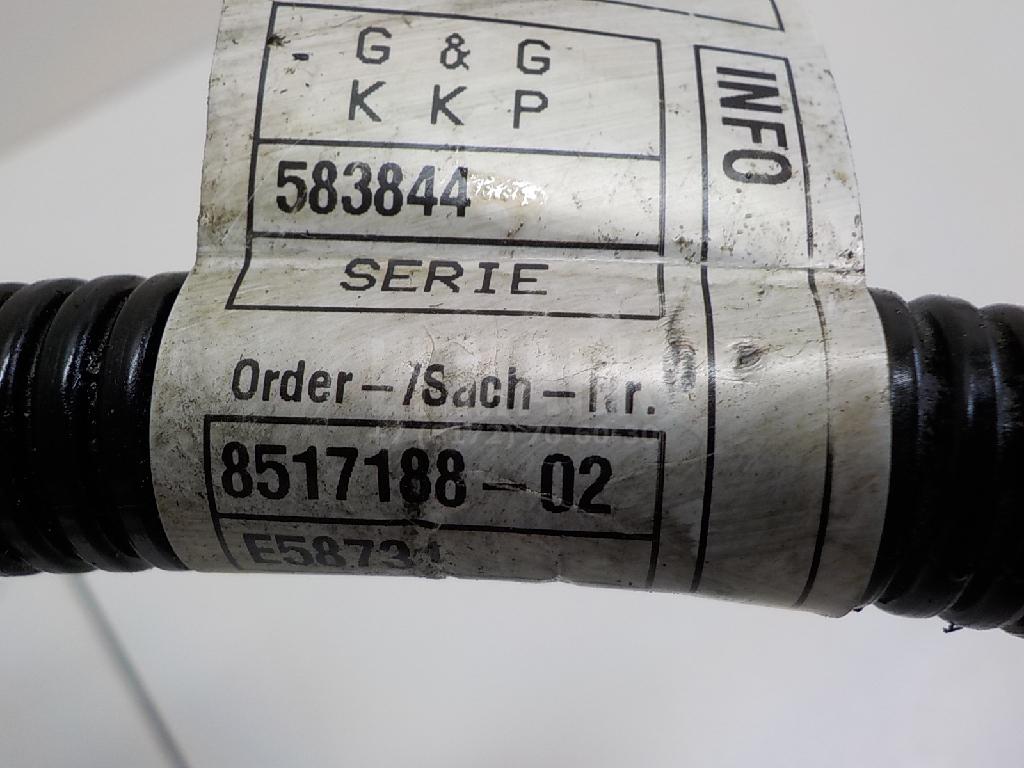 - G & G
K K P
583844
SERIE
INFO
Order-/Sach-Nr.
8517188-02